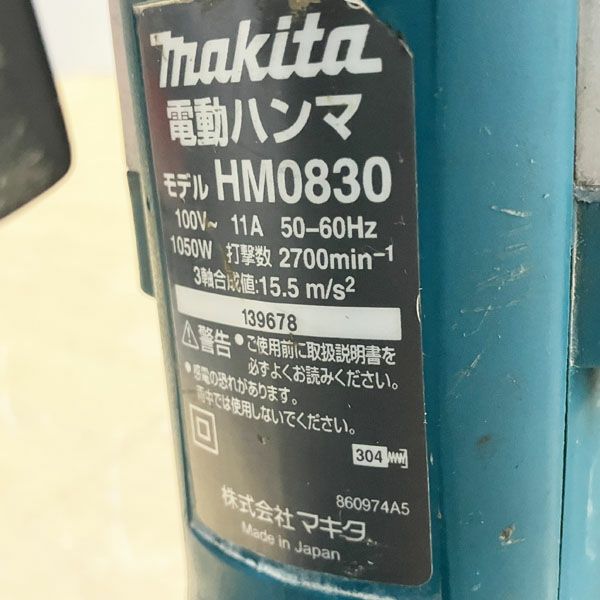 makita
電動ハンマ
モデル HM0830
100V~ 11A 50-60Hz
1050W 打撃数 2700min-1
3軸合成値:15.5 m/s2
139678
警告 • ご使用前に取扱説明書を
必ずよくお読みください。
• 感電の恐れがあります。
雨中では使用しないでください。
304
860974A5
株式会社 マキタ
Made in Japan